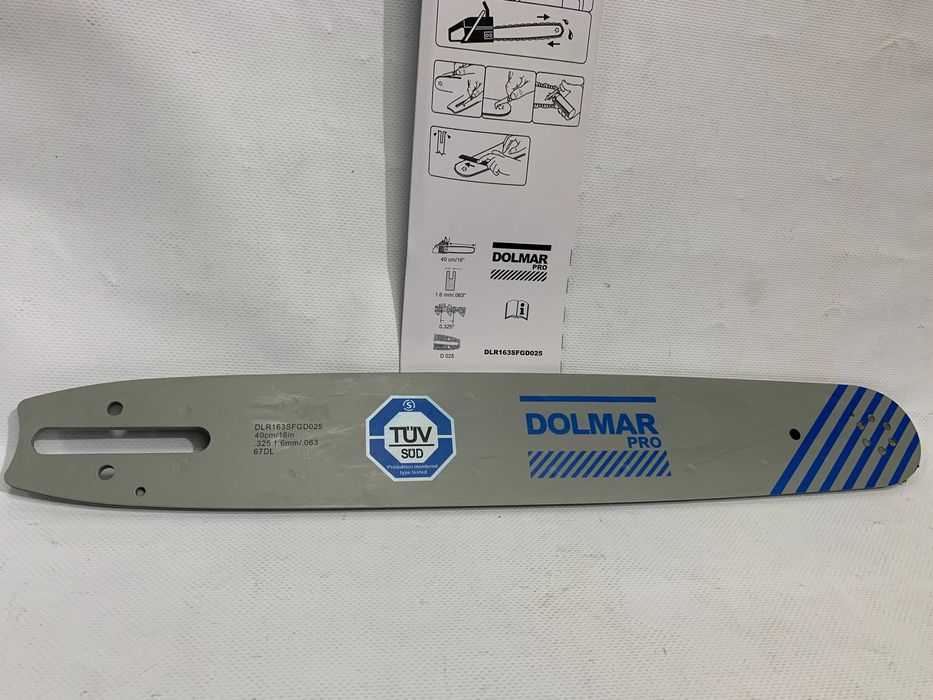 40 cm/16"
DOLMAR
PRO
1.6 mm/.063"
0.325"
D 025
DLR163SFGD025
DLR163SFGD025
40cm/16in
.325 1.6mm/.063
67DL
S
TÜV
SÜD
Produktion monitored
type tested
DOLMAR
PRO